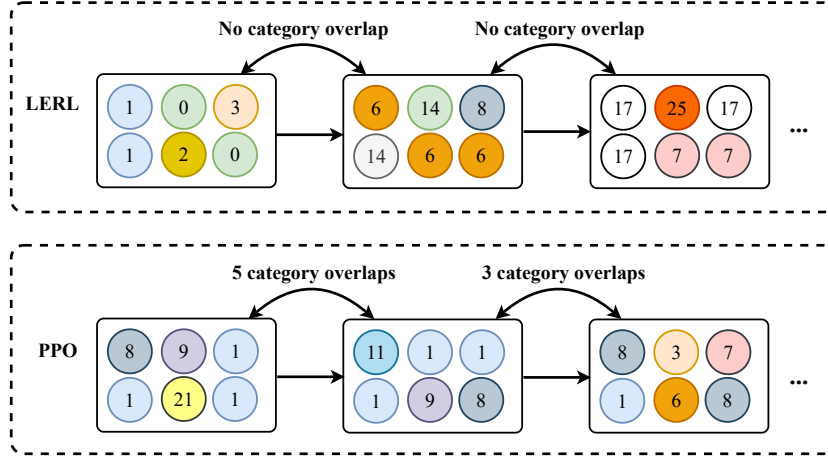 No category overlap No category overlap
LERL
1 0 3 6 14 8 17 25 17
1 2 0 14 6 6 17 7 7
...
5 category overlaps 3 category overlaps
PPO
8 9 1 11 1 1 8 3 7
1 21 1 1 9 8 1 6 8
...